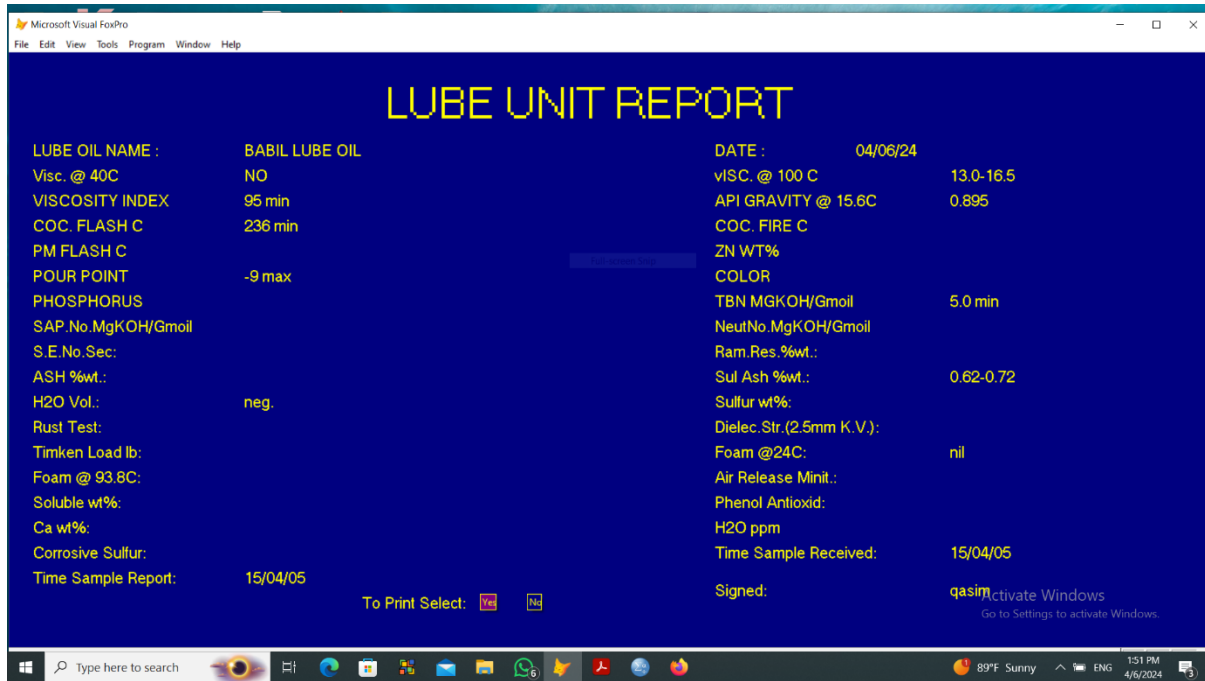 Microsoft Visual FoxPro
File Edit View Tools Program Window Help
LUBE UNIT REPORT
LUBE OIL NAME : BABIL LUBE OIL DATE : 04/06/24
Visc. @ 40C NO vISC. @ 100 C 13.0-16.5
VISCOSITY INDEX 95 min API GRAVITY @ 15.6C 0.895
COC. FLASH C 236 min COC. FIRE C
PM FLASH C ZN WT%
Full-screen Snip
POUR POINT -9 max COLOR
PHOSPHORUS TBN MGKOH/Gmoil 5.0 min
SAP.No.MgKOH/Gmoil NeutNo.MgKOH/Gmoil
S.E.No.Sec: Ram.Res.%wt.:
ASH %wt.: Sul Ash %wt.: 0.62-0.72
H2O Vol.: neg. Sulfur wt%:
Rust Test: Dielec.Str.(2.5mm K.V.):
Timken Load lb: Foam @24C: nil
Foam @ 93.8C: Air Release Minit.:
Soluble wt%: Phenol Antioxid:
Ca wt%: H2O ppm
Corrosive Sulfur: Time Sample Received: 15/04/05
Time Sample Report: 15/04/05
To Print Select: Yes No
Signed: qasim
Activate Windows
Go to Settings to activate Windows.
Type here to search
6
89°F Sunny ENG 1:51 PM
4/6/2024
3